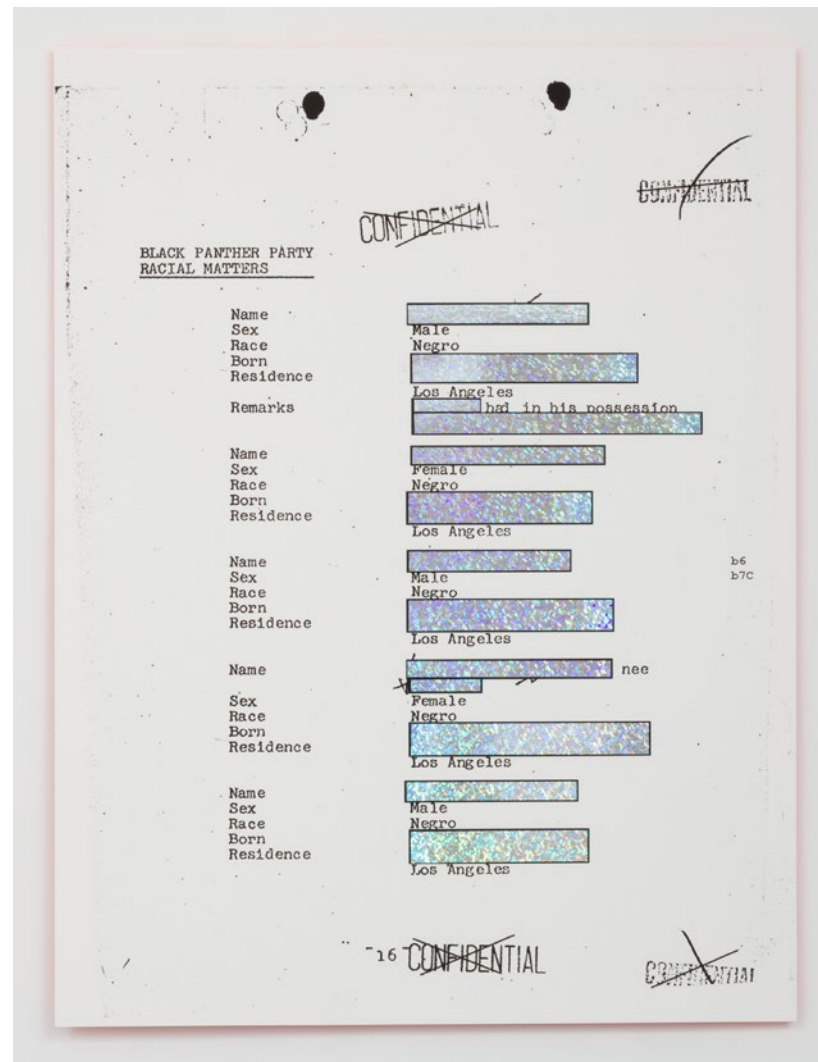 CONFIDENTIAL
CONFIDENTIAL
BLACK PANTHER PARTY
RACIAL MATTERS
Name
Sex Male
Race Negro
Born
Residence
Los Angeles
Remarks had in his possession
Name
Sex Female
Race Negro
Born
Residence
Los Angeles
Name b6
Sex Male b7C
Race Negro
Born
Residence
Los Angeles
Name nee
Sex Female
Race Negro
Born
Residence
Los Angeles
Name
Sex Male
Race Negro
Born
Residence
Los Angeles
-16- CONFIDENTIAL
CONFIDENTIAL